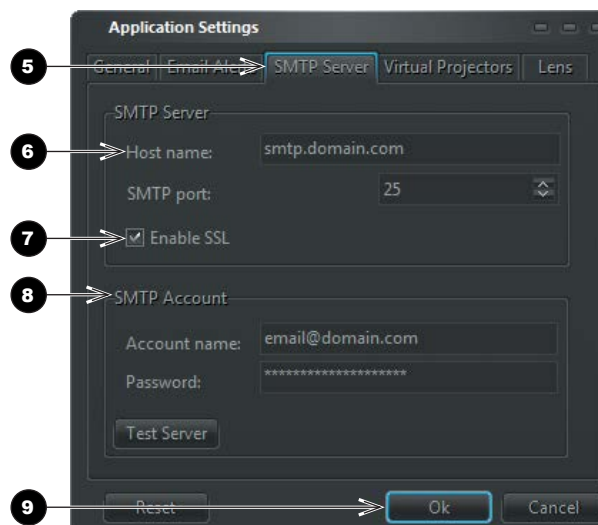 Application Settings
5 General Email Alerts SMTP Server Virtual Projectors Lens
SMTP Server
6 Host name: smtp.domain.com
SMTP port: 25
7 Enable SSL
8 SMTP Account
Account name: email@domain.com
Password: ********************
Test Server
9 Reset Ok Cancel